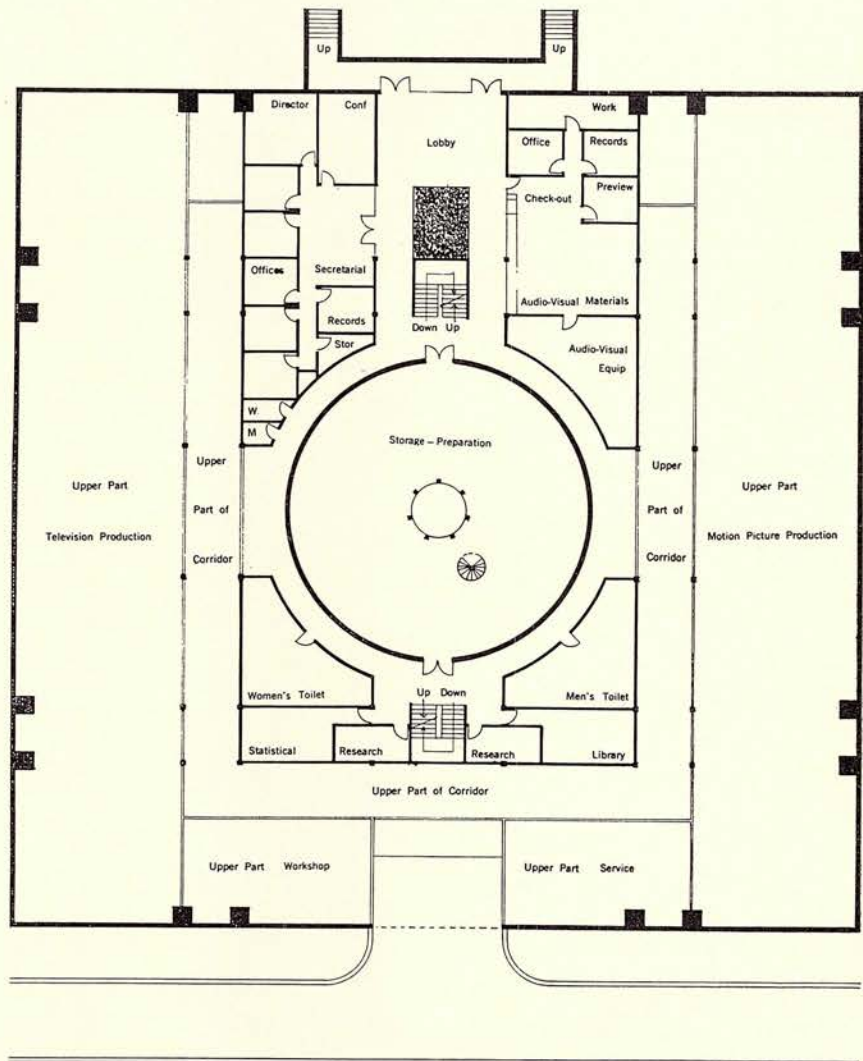 Up
Up
Director
Conf
Work
Lobby
Office
Records
Preview
Check-out
Offices
Secretarial
Records
Audio-Visual Materials
Down Up
Stor
Audio-Visual
Equip
W
M
Storage – Preparation
Upper
Part of
Corridor
Upper
Part of
Corridor
Upper Part
Television Production
Upper Part
Motion Picture Production
Women's Toilet
Up Down
Men's Toilet
Statistical
Research
Research
Library
Upper Part of Corridor
Upper Part Workshop
Upper Part Service